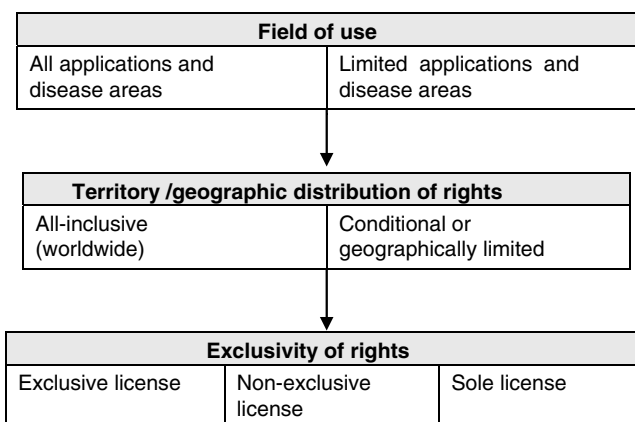 Field of use
All applications and
disease areas
Limited applications and
disease areas
Territory /geographic distribution of rights
All-inclusive
(worldwide)
Conditional or
geographically limited
Exclusivity of rights
Exclusive license
Non-exclusive
license
Sole license